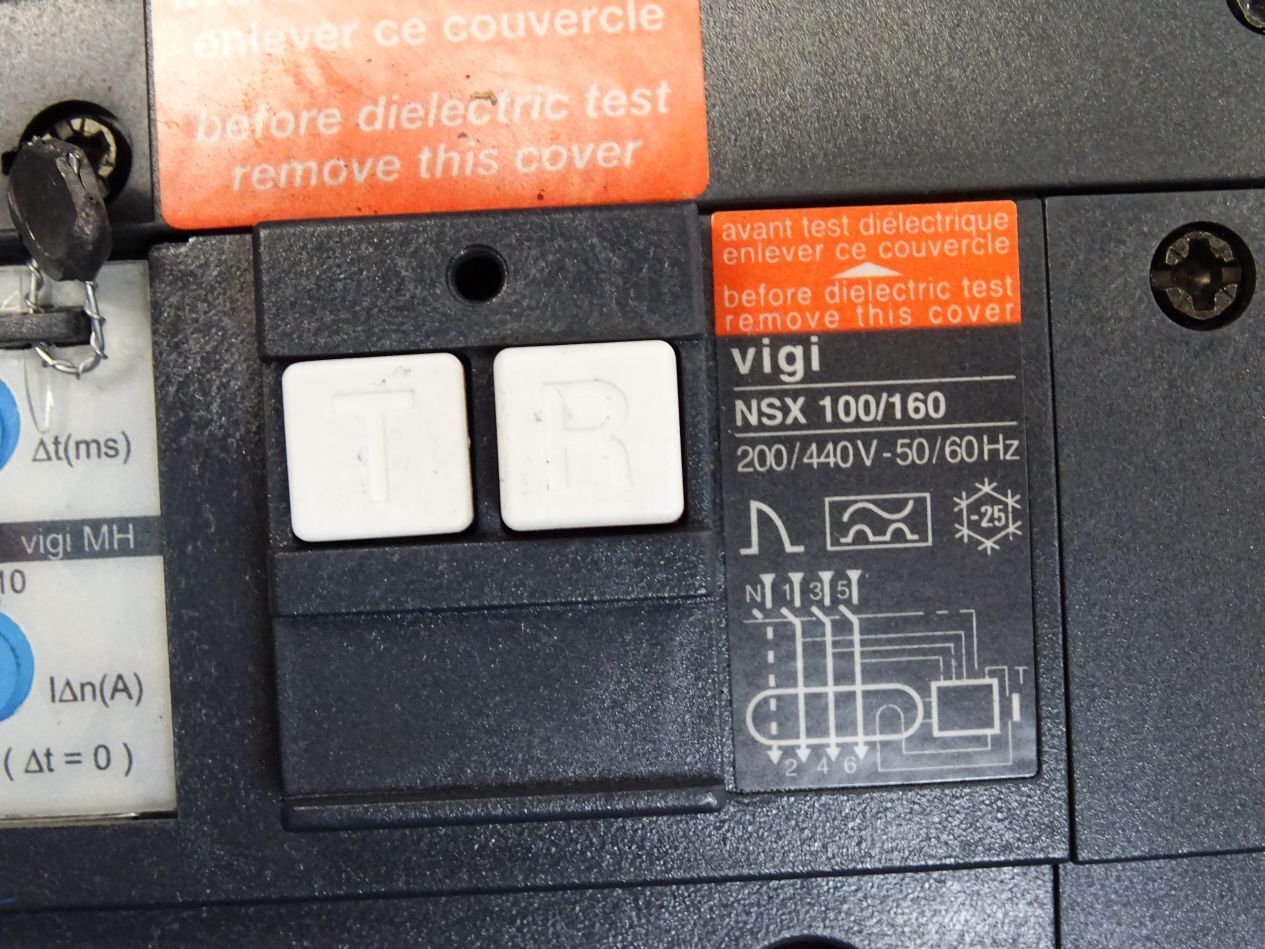 enlever ce couvercle
before dielectric test
remove this cover
avant test diélectrique
enlever ce couvercle
before dielectric test
remove this cover
vigi
NSX 100/160
200/440V-50/60Hz
-25
T
R
Δt(ms)
vigi MH
10
IΔn(A)
( Δt = 0 )
N 1 3 5
T
2 4 6